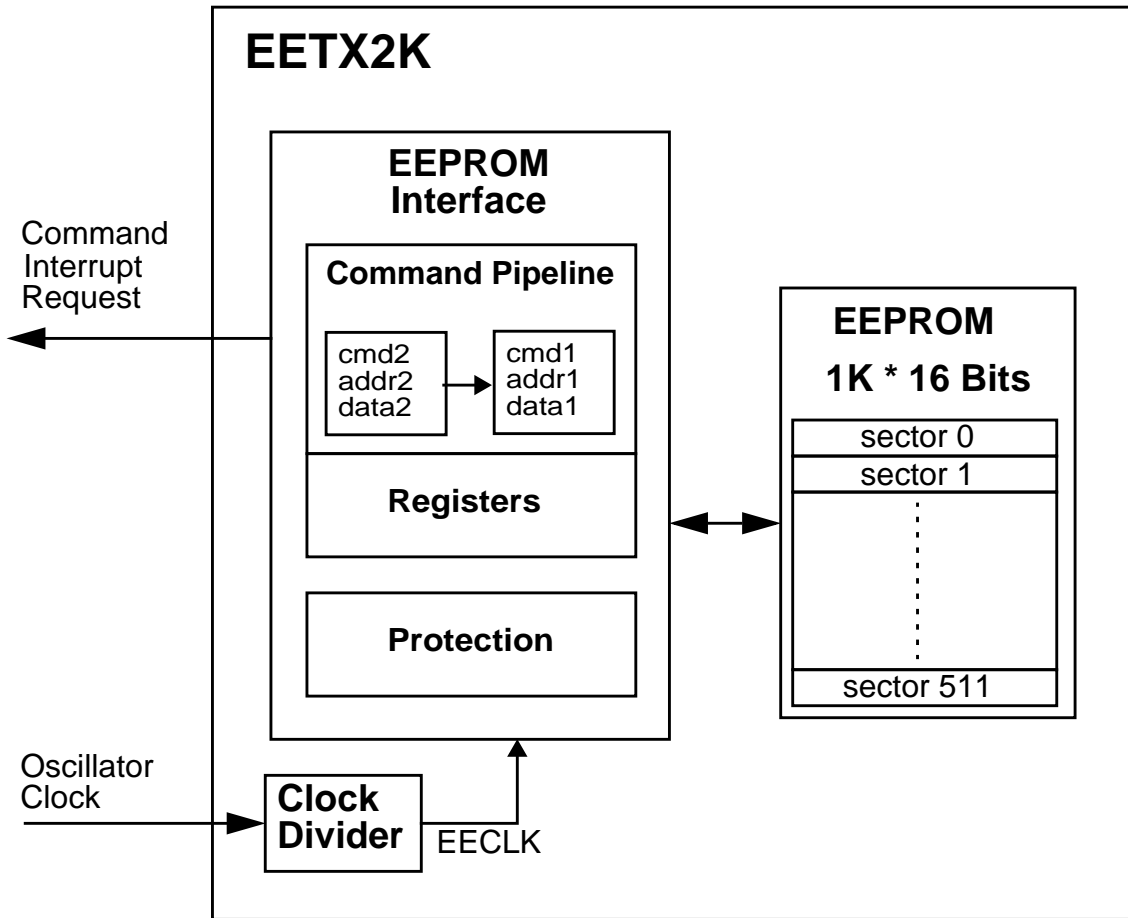 EETX2K
EEPROM
Interface
Command
Interrupt
Request
Command Pipeline
cmd2
addr2
data2
cmd1
addr1
data1
Registers
Protection
EEPROM
1K * 16 Bits
sector 0
sector 1
sector 511
Oscillator
Clock
Clock
Divider
EECLK